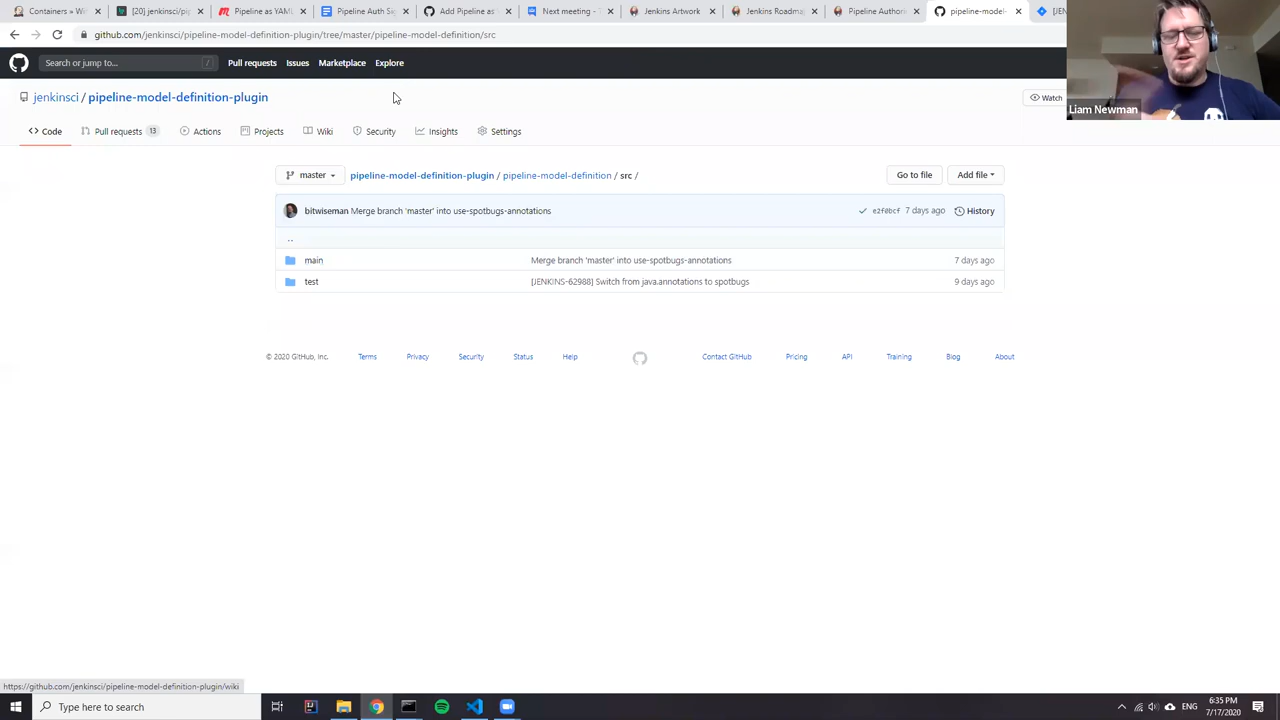 Containers » Wi
[20] jenkinsci/pi
Pipeline as YAML
Pipeline Auth Sig
Add Pipeline as
Next meeting - 
Jenkins Artwork
Jenkins Roadma
Pipeline Authori
pipeline-model-
[JEN
github.com/jenkinsci/pipeline-model-definition-plugin/tree/master/pipeline-model-definition/src
Search or jump to...
/
Pull requests
Issues
Marketplace
Explore
jenkinsci / pipeline-model-definition-plugin
Watch
Liam Newman
Code
Pull requests 13
Actions
Projects
Wiki
Security
Insights
Settings
master
pipeline-model-definition-plugin / pipeline-model-definition / src /
Go to file
Add file
bitwiseman Merge branch 'master' into use-spotbugs-annotations
e2f0bcf 7 days ago
History
..
main
Merge branch 'master' into use-spotbugs-annotations
7 days ago
test
[JENKINS-62988] Switch from java.annotations to spotbugs
9 days ago
© 2020 GitHub, Inc.
Terms
Privacy
Security
Status
Help
Contact GitHub
Pricing
API
Training
Blog
About
https://github.com/jenkinsci/pipeline-model-definition-plugin/wiki
Type here to search
ENG
6:35 PM
7/17/2020